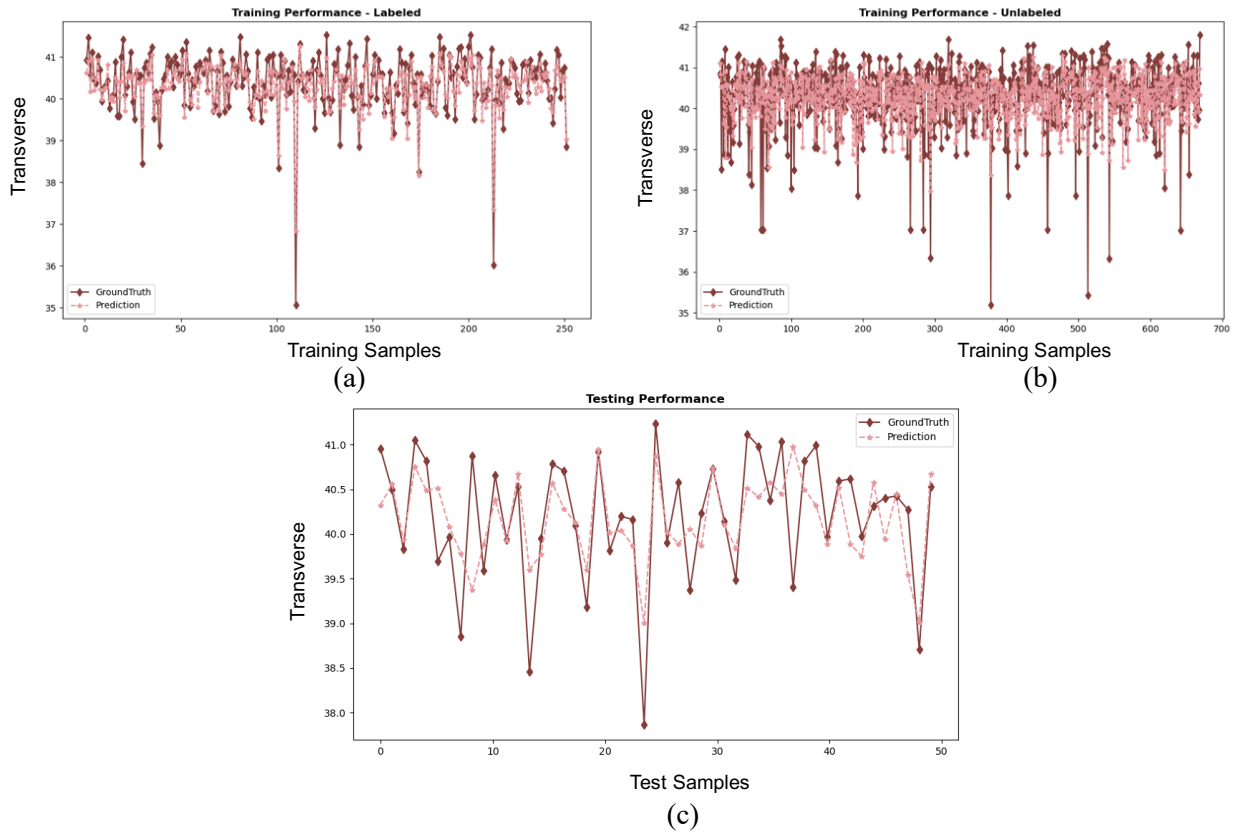 Training Performance - Labeled
Transverse
41
40
39
38
37
36
35
GroundTruth
Prediction
0
50
100
150
200
250
Training Samples
(a)
Training Performance - Unlabeled
Transverse
42
41
40
39
38
37
36
35
GroundTruth
Prediction
0
100
200
300
400
500
600
700
Training Samples
(b)
Testing Performance
Transverse
41.0
40.5
40.0
39.5
39.0
38.5
38.0
GroundTruth
Prediction
0
10
20
30
40
50
Test Samples
(c)